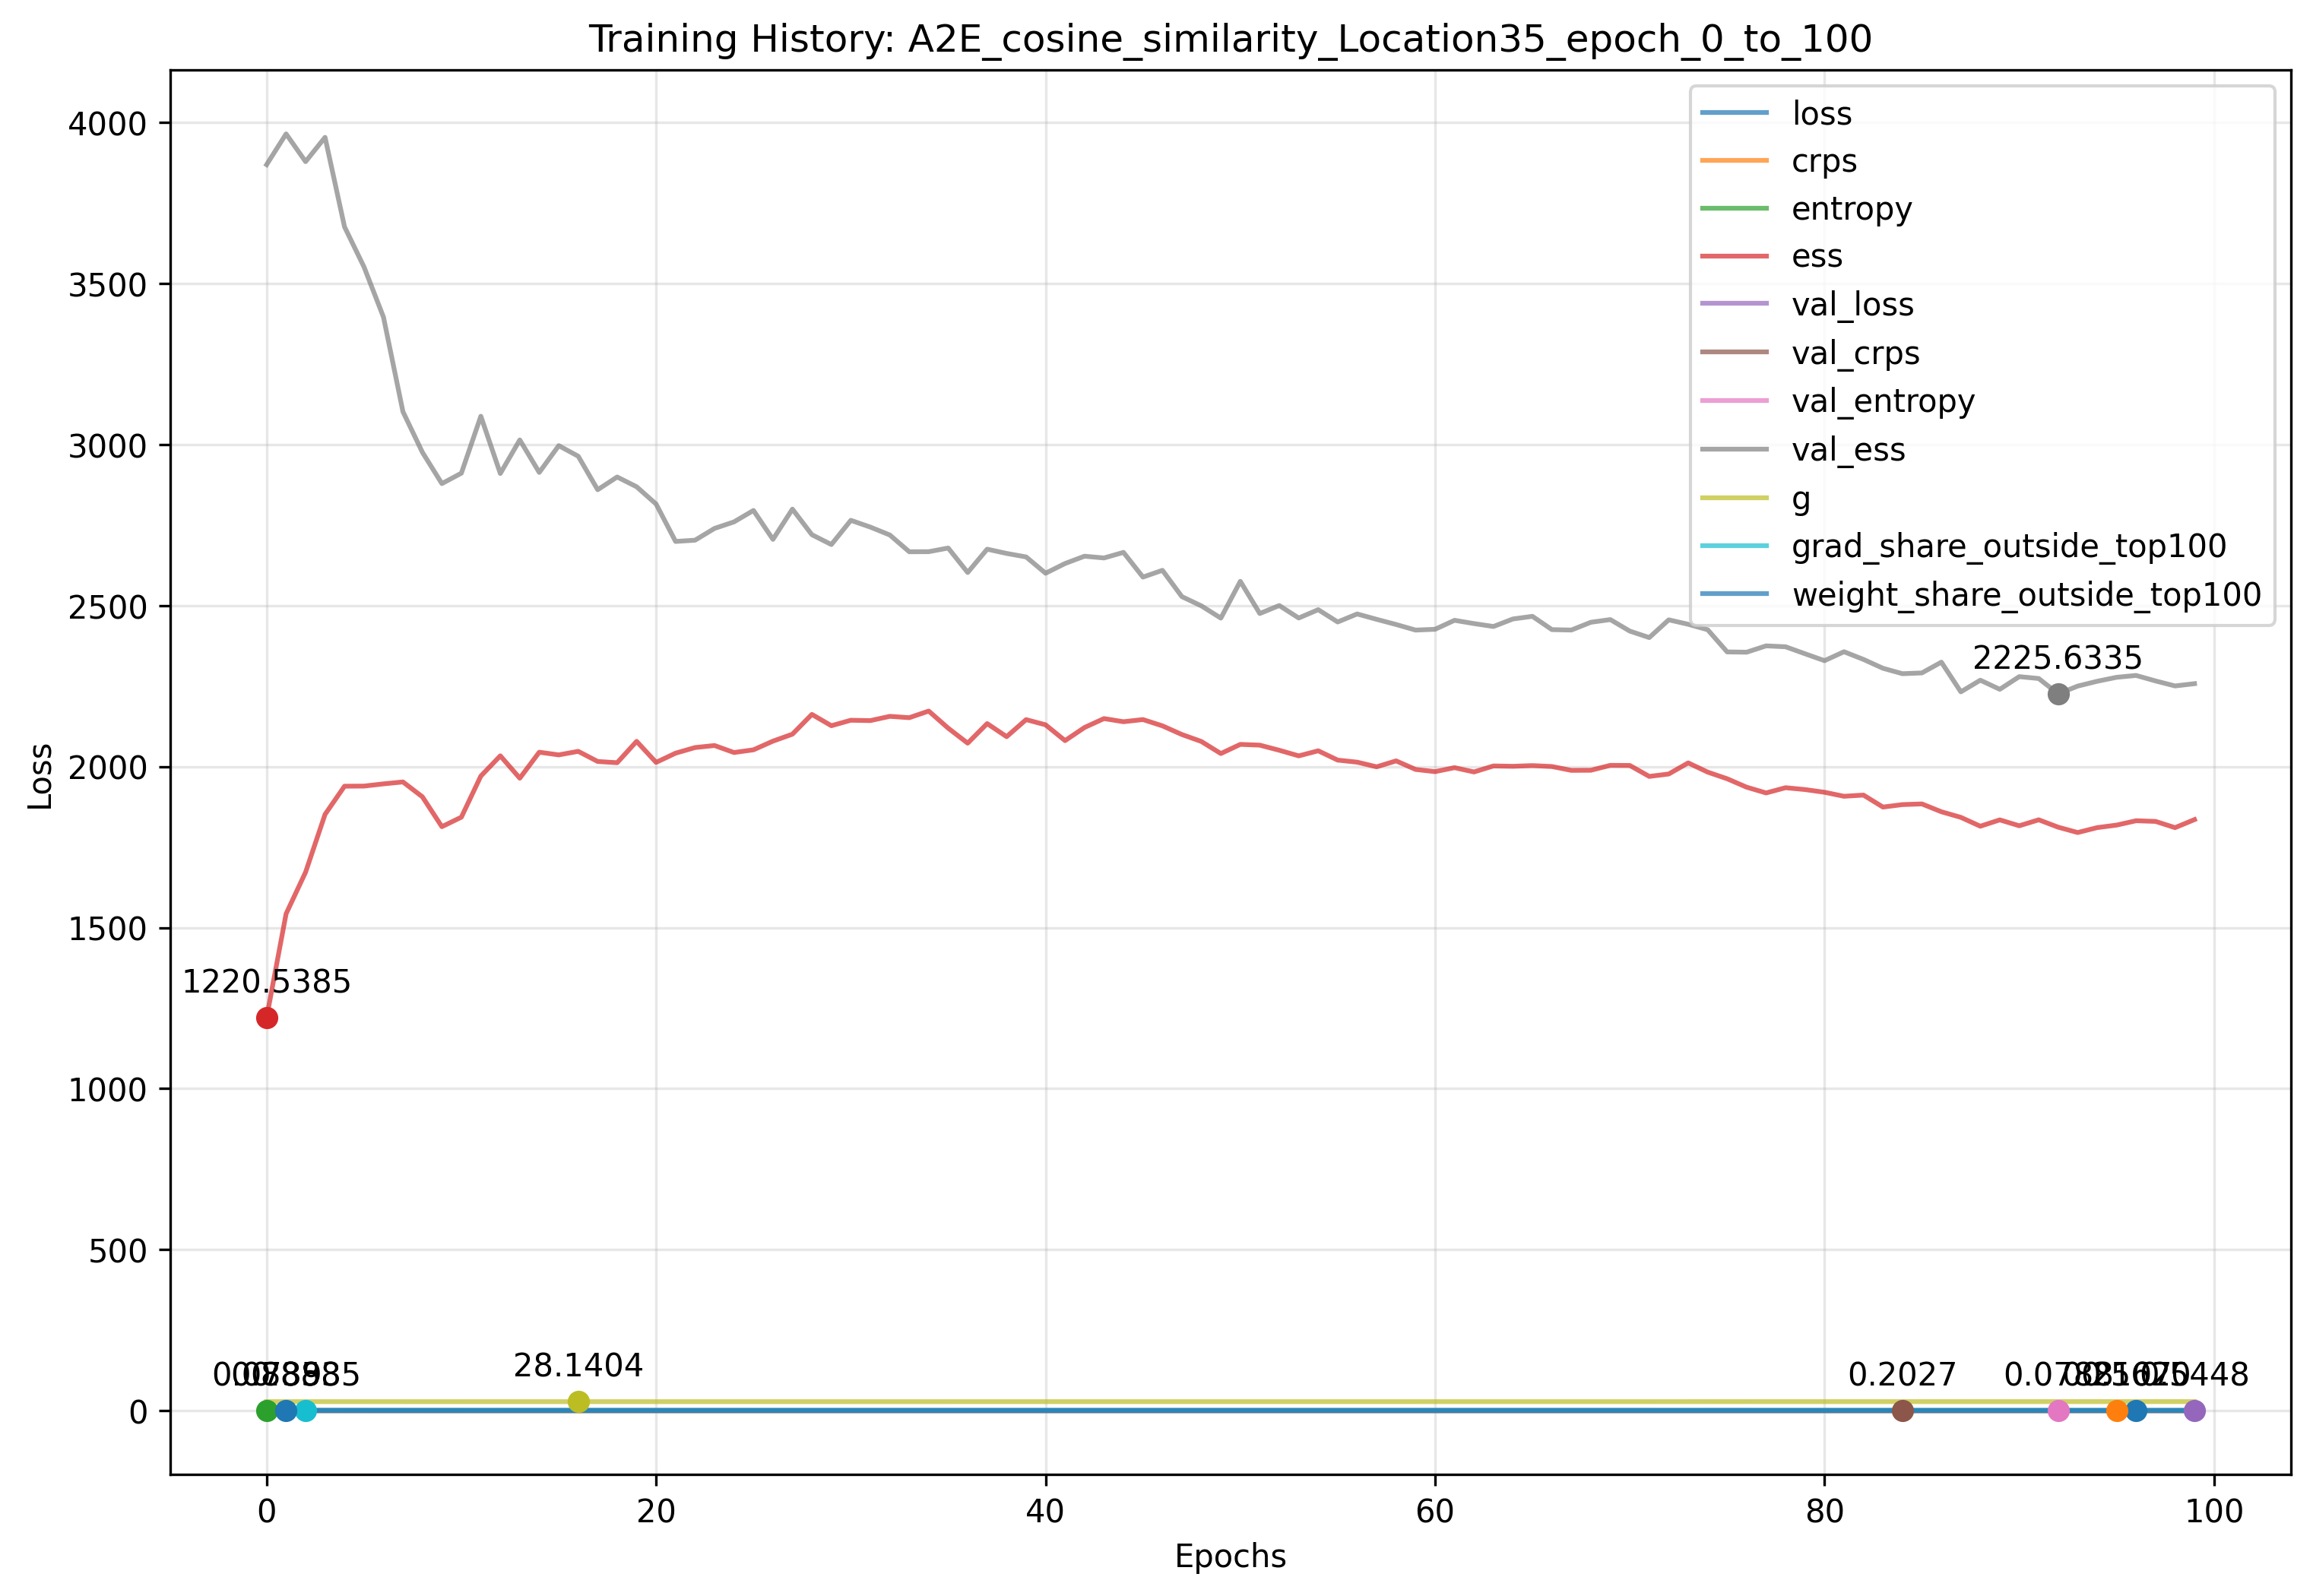 Training History: A2E_cosine_similarity_Location35_epoch_0_to_100
4000
3500
3000
2500
2000
1500
1000
500
0
Loss
loss
crps
entropy
ess
val_loss
val_crps
val_entropy
val_ess
g
grad_share_outside_top100
weight_share_outside_top100
2225.6335
1220.5385
28.1404
0.2027
0
20
40
60
80
100
Epochs